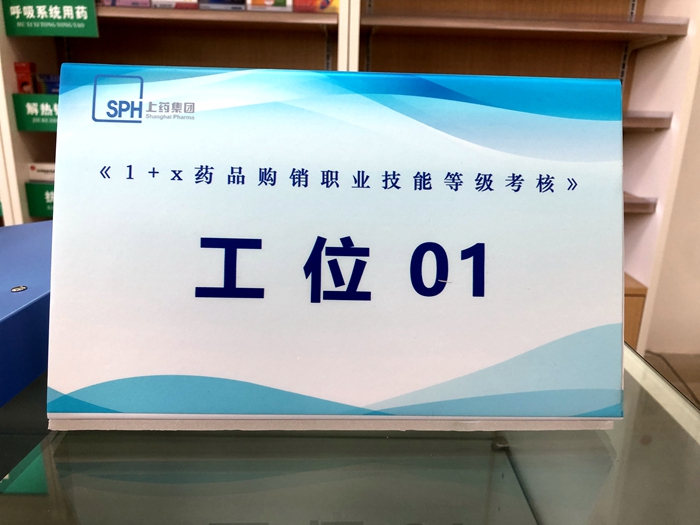 呼吸系统用药
解热镇
SPH 上药集团
Shanghai Pharma
《1+x药品购销职业技能等级考核》
工位 01